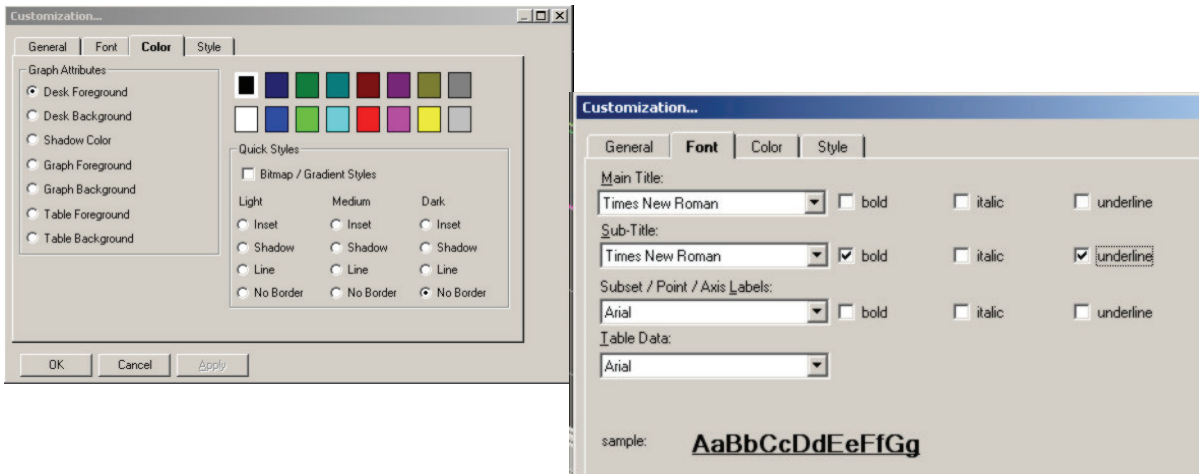 Customization...
General Font Color Style
Graph Attributes
Desk Foreground
Desk Background
Shadow Color
Graph Foreground
Graph Background
Table Foreground
Table Background
Quick Styles
Bitmap / Gradient Styles
Light Medium Dark
Inset Inset Inset
Shadow Shadow Shadow
Line Line Line
No Border No Border No Border
OK Cancel Apply
Customization...
General Font Color Style
Main Title:
Times New Roman bold italic underline
Sub-Title:
Times New Roman bold italic underline
Subset / Point / Axis Labels:
Arial bold italic underline
Table Data:
Arial
sample: AaBbCcDdEeFfGg